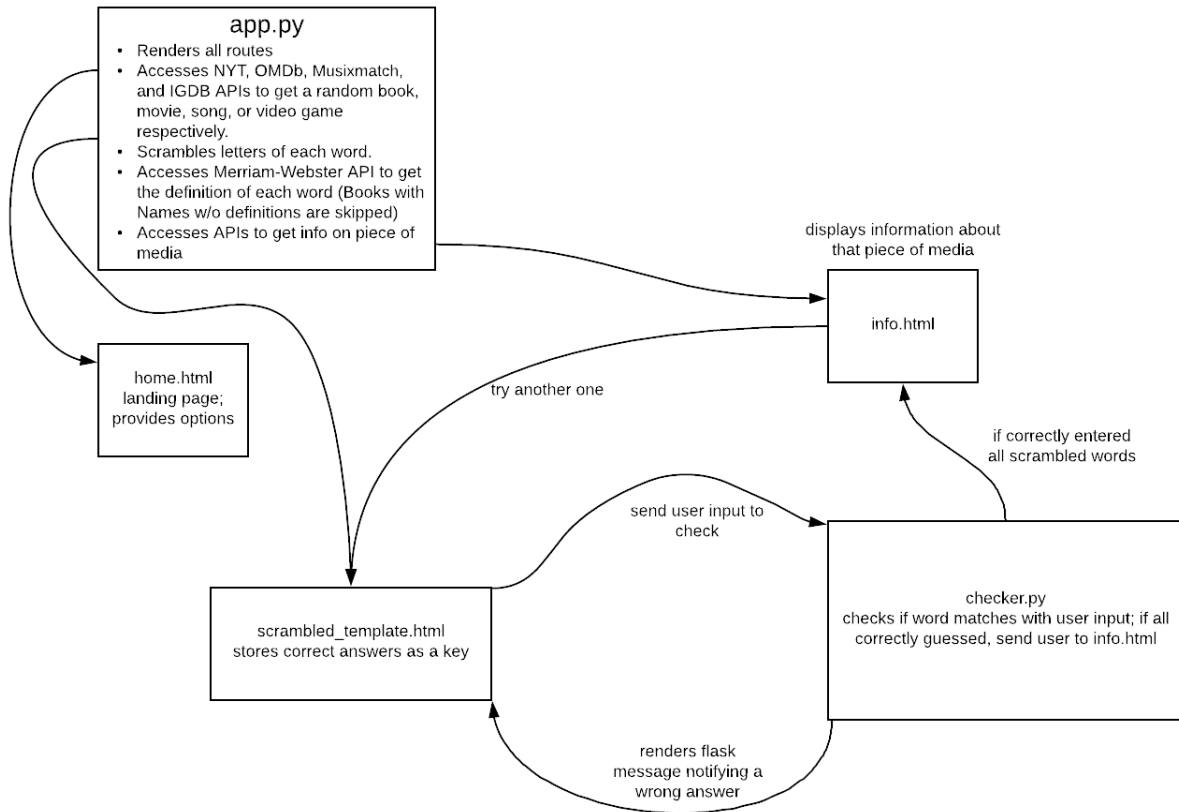 app.py
• Renders all routes
• Accesses NYT, OMDb, Musixmatch,
and IGDB APIs to get a random book,
movie, song, or video game
respectively.
• Scrambles letters of each word.
• Accesses Merriam-Webster API to get
the definition of each word (Books with
Names w/o definitions are skipped)
• Accesses APIs to get info on piece of
media
displays information about
that piece of media
info.html
home.html
landing page;
provides options
try another one
if correctly entered
all scrambled words
send user input to
check
scrambled_template.html
stores correct answers as a key
checker.py
checks if word matches with user input; if all
correctly guessed, send user to info.html
renders flask
message notifying a
wrong answer